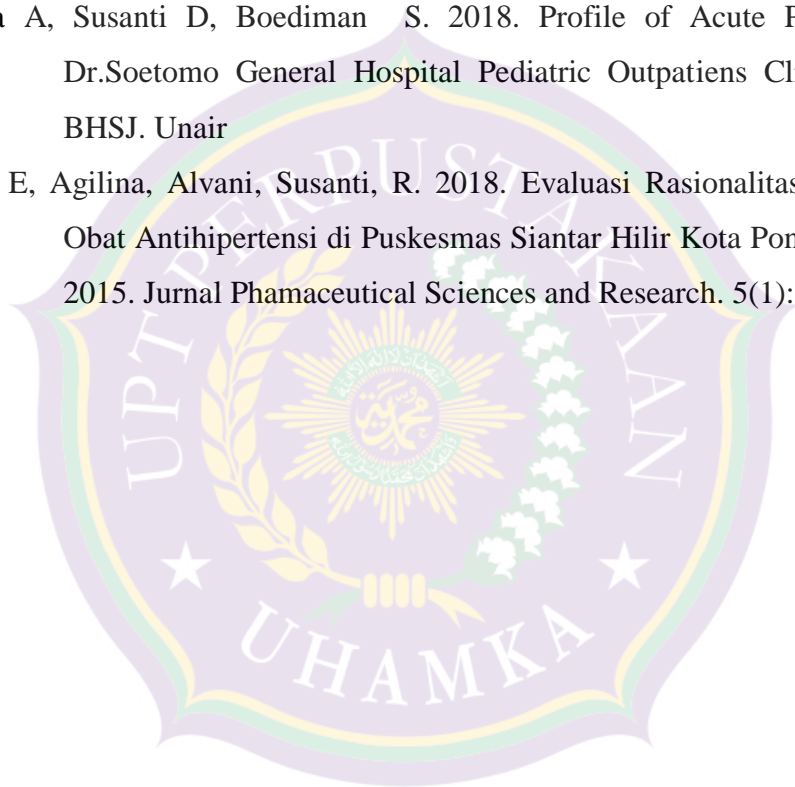 a A, Susanti D, Boediman S. 2018. Profile of Acute P
Dr.Soetomo General Hospital Pediatric Outpatiens Cli
BHSJ. Unair
E, Agilina, Alvani, Susanti, R. 2018. Evaluasi Rasionalitas
Obat Antihipertensi di Puskesmas Siantar Hilir Kota Pon
2015. Jurnal Phamaceutical Sciences and Research. 5(1):
UPT PERPUSTAKAAN
محمدية
UHAMKA